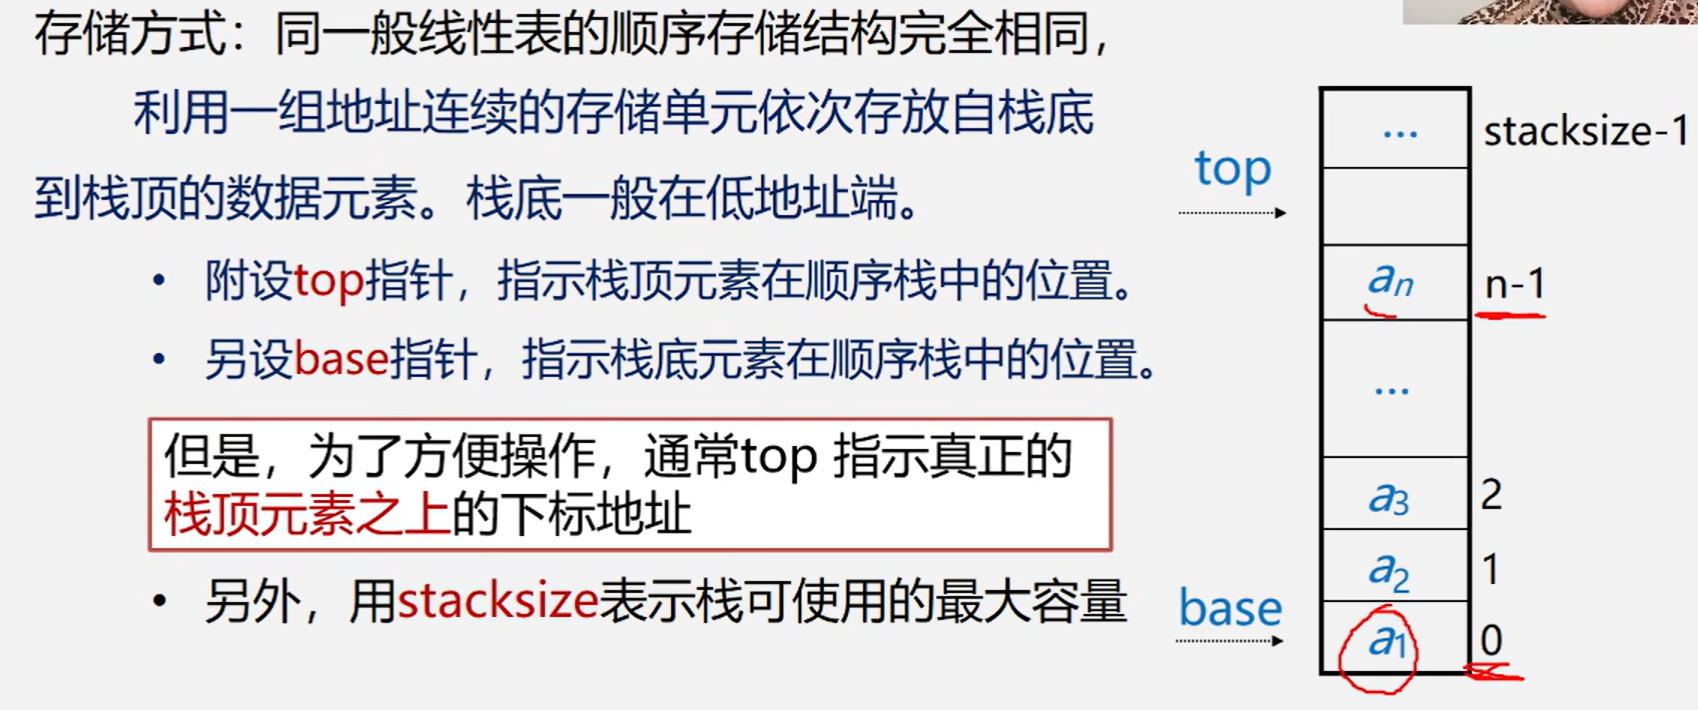 存储方式：同一般线性表的顺序存储结构完全相同，
利用一组地址连续的存储单元依次存放自栈底
到栈顶的数据元素。栈底一般在低地址端。
• 附设top指针，指示栈顶元素在顺序栈中的位置。
• 另设base指针，指示栈底元素在顺序栈中的位置。
但是，为了方便操作，通常top 指示真正的
栈顶元素之上的下标地址
• 另外，用stacksize表示栈可使用的最大容量
… stacksize-1
top
an n-1
…
a3 2
a2 1
base a1 0